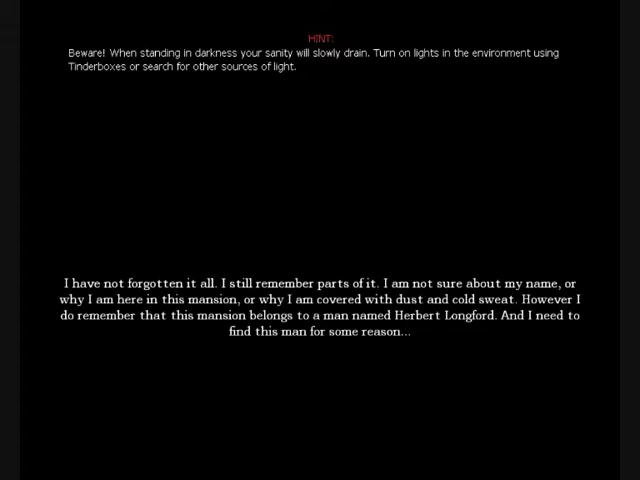 HINT:
Beware! When standing in darkness your sanity will slowly drain. Turn on lights in the environment using
Tinderboxes or search for other sources of light.
I have not forgotten it all. I still remember parts of it. I am not sure about my name, or
why I am here in this mansion, or why I am covered with dust and cold sweat. However I
do remember that this mansion belongs to a man named Herbert Longford. And I need to
find this man for some reason...